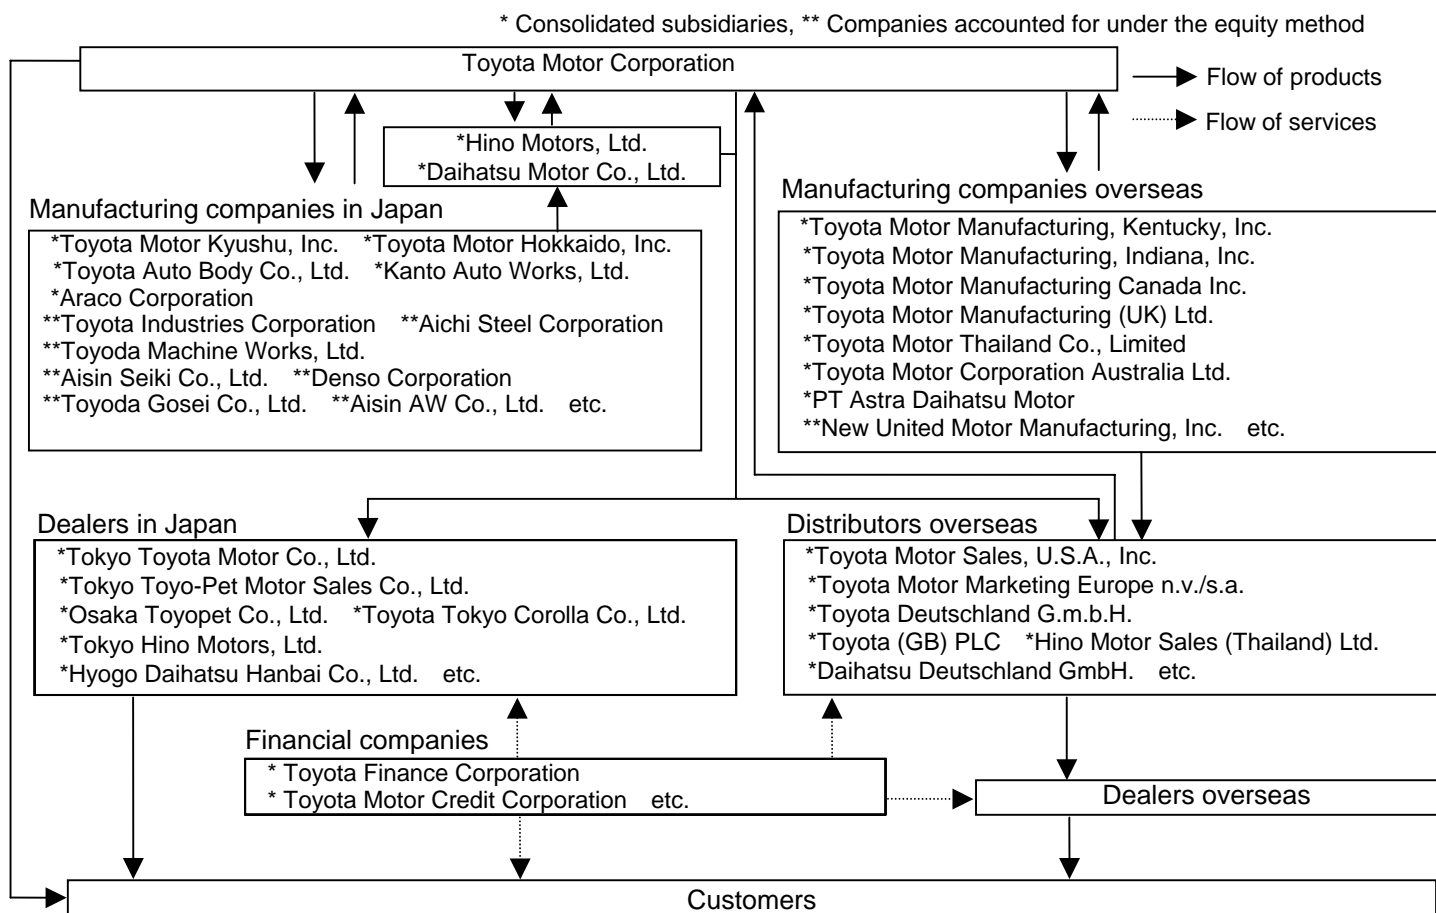 * Consolidated subsidiaries, ** Companies accounted for under the equity method
Toyota Motor Corporation
Flow of products
Flow of services
*Hino Motors, Ltd.
*Daihatsu Motor Co., Ltd.
Manufacturing companies in Japan
*Toyota Motor Kyushu, Inc. *Toyota Motor Hokkaido, Inc.
*Toyota Auto Body Co., Ltd. *Kanto Auto Works, Ltd.
*Araco Corporation
**Toyota Industries Corporation **Aichi Steel Corporation
**Toyoda Machine Works, Ltd.
**Aisin Seiki Co., Ltd. **Denso Corporation
**Toyoda Gosei Co., Ltd. **Aisin AW Co., Ltd. etc.
Manufacturing companies overseas
*Toyota Motor Manufacturing, Kentucky, Inc.
*Toyota Motor Manufacturing, Indiana, Inc.
*Toyota Motor Manufacturing Canada Inc.
*Toyota Motor Manufacturing (UK) Ltd.
*Toyota Motor Thailand Co., Limited
*Toyota Motor Corporation Australia Ltd.
*PT Astra Daihatsu Motor
**New United Motor Manufacturing, Inc. etc.
Dealers in Japan
*Tokyo Toyota Motor Co., Ltd.
*Tokyo Toyo-Pet Motor Sales Co., Ltd.
*Osaka Toyopet Co., Ltd. *Toyota Tokyo Corolla Co., Ltd.
*Tokyo Hino Motors, Ltd.
*Hyogo Daihatsu Hanbai Co., Ltd. etc.
Distributors overseas
*Toyota Motor Sales, U.S.A., Inc.
*Toyota Motor Marketing Europe n.v./s.a.
*Toyota Deutschland G.m.b.H.
*Toyota (GB) PLC *Hino Motor Sales (Thailand) Ltd.
*Daihatsu Deutschland GmbH. etc.
Financial companies
* Toyota Finance Corporation
* Toyota Motor Credit Corporation etc.
Dealers overseas
Customers